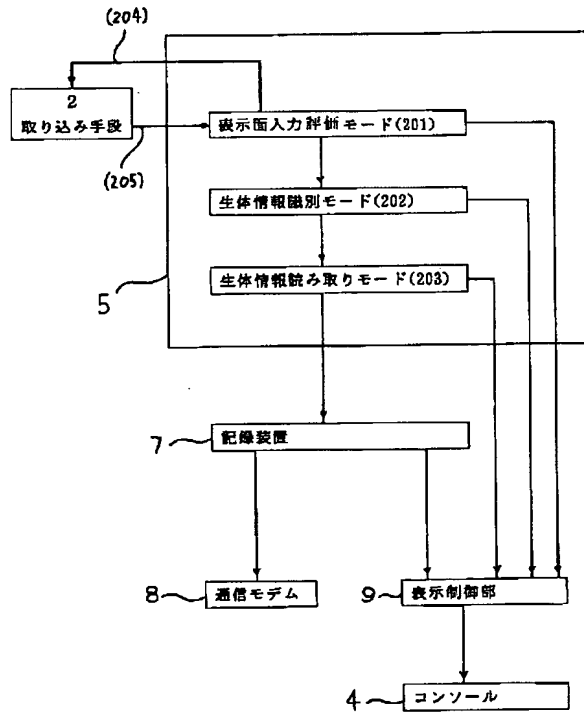 (204)
2
取り込み手段
(205)
表示面入力評価モード(201)
生体情報識別モード(202)
生体情報読み取りモード(203)
5
7
記録装置
8
通信モデム
9
表示制御部
4
コンソール